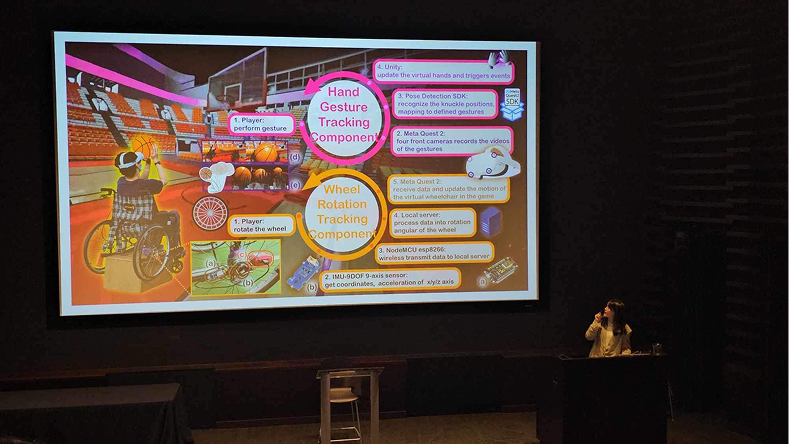 Hand
Gesture
Tracking
Component
1. Player:
perform gesture
4. Unity:
update the virtual hands and triggers events
3. Pose Detection SDK:
recognize the knuckle positions,
mapping to defined gestures
SDK
2. Meta Quest 2:
four front cameras records the videos
of the gestures
(d)
Wheel
Rotation
Tracking
Component
1. Player:
rotate the wheel
5. Meta Quest 2:
receive data and update the motion of
the virtual wheelchair in the game
4. Local server:
process data into rotation
angular of the wheel
3. NodeMCU esp8266:
wireless transmit data to local server
2. IMU-9DOF 9-axis sensor:
get coordinates, acceleration of x/y/z axis
(a)
(b)
(b)